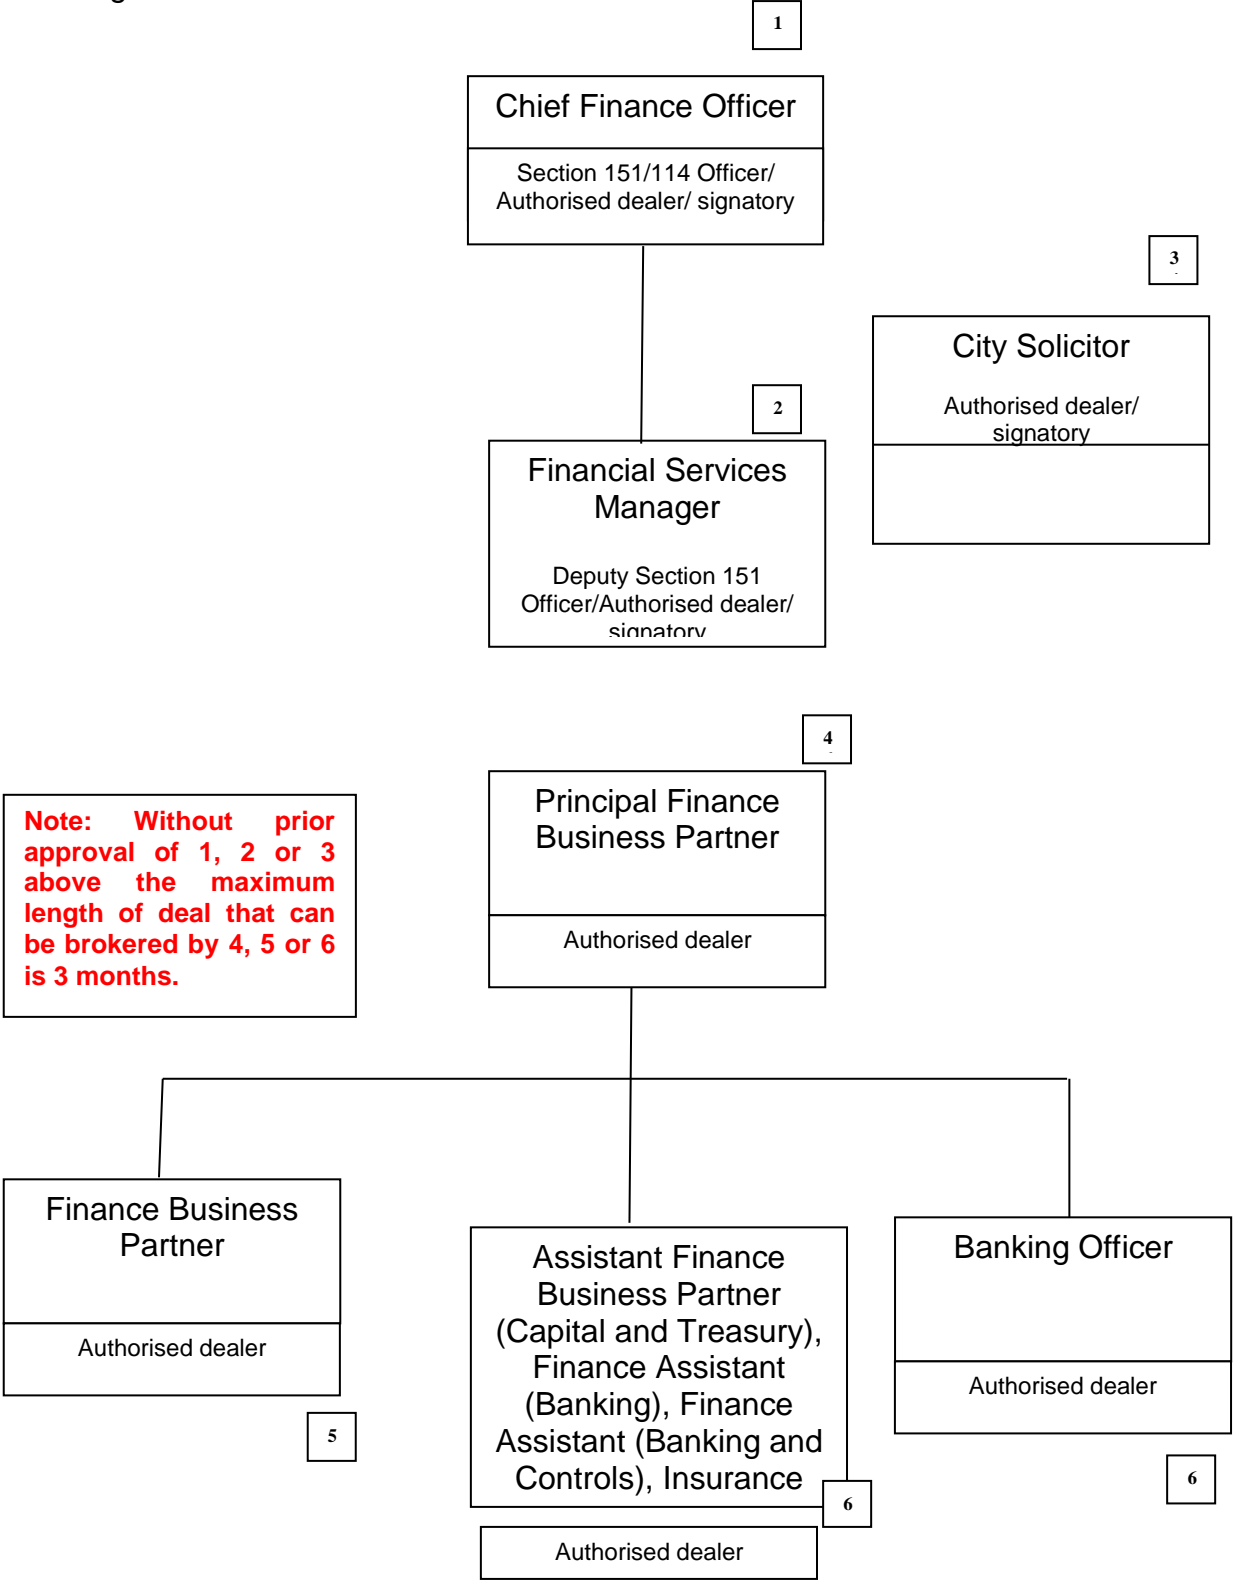 1
Chief Finance Officer
Section 151/114 Officer/
Authorised dealer/ signatory
3
City Solicitor
Authorised dealer/
signatory
2
Financial Services
Manager
Deputy Section 151
Officer/Authorised dealer/
signatory
4
Principal Finance
Business Partner
Authorised dealer
Note: Without prior
approval of 1, 2 or 3
above the maximum
length of deal that can
be brokered by 4, 5 or 6
is 3 months.
Finance Business
Partner
Authorised dealer
5
Assistant Finance
Business Partner
(Capital and Treasury),
Finance Assistant
(Banking), Finance
Assistant (Banking and
Controls), Insurance
6
Authorised dealer
Banking Officer
Authorised dealer
6